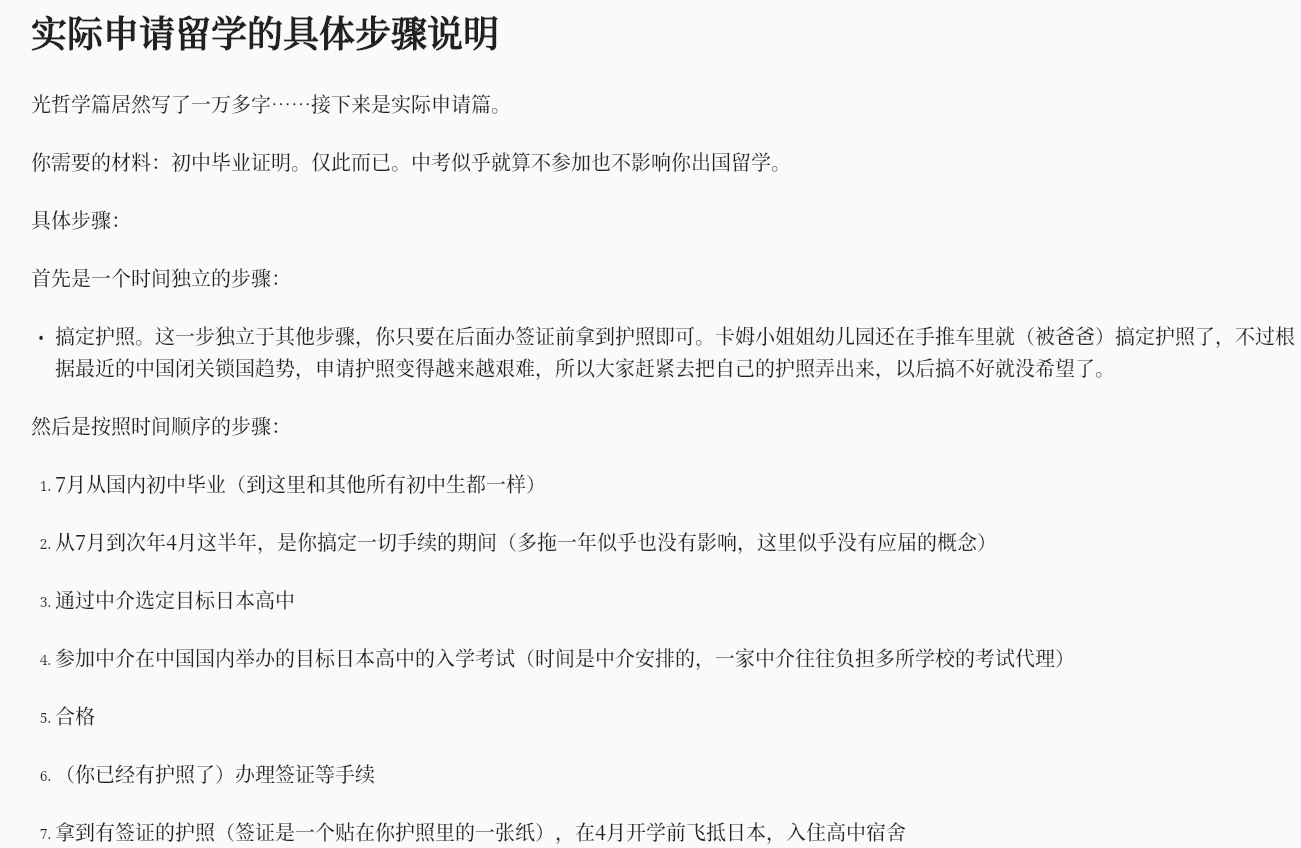 实际申请留学的具体步骤说明
光哲学篇居然写了一万多字……接下来是实际申请篇。
你需要的材料：初中毕业证明。仅此而已。中考似乎就算不参加也不影响你出国留学。
具体步骤：
首先是一个时间独立的步骤：
• 搞定护照。这一步独立于其他步骤，你只要在后面办签证前拿到护照即可。卡姆小姐姐幼儿园还在手推车里就（被爸爸）搞定护照了，不过根
据最近的中国闭关锁国趋势，申请护照变得越来越艰难，所以大家赶紧去把自己的护照弄出来，以后搞不好就没希望了。
然后是按照时间顺序的步骤：
1. 7月从国内初中毕业（到这里和其他所有初中生都一样）
2. 从7月到次年4月这半年，是你搞定一切手续的期间（多拖一年似乎也没有影响，这里似乎没有应届的概念）
3. 通过中介选定目标日本高中
4. 参加中介在中国国内举办的目标日本高中的入学考试（时间是中介安排的，一家中介往往负担多所学校的考试代理）
5. 合格
6. （你已经有护照了）办理签证等手续
7. 拿到有签证的护照（签证是一个贴在你护照里的一张纸），在4月开学前飞抵日本，入住高中宿舍